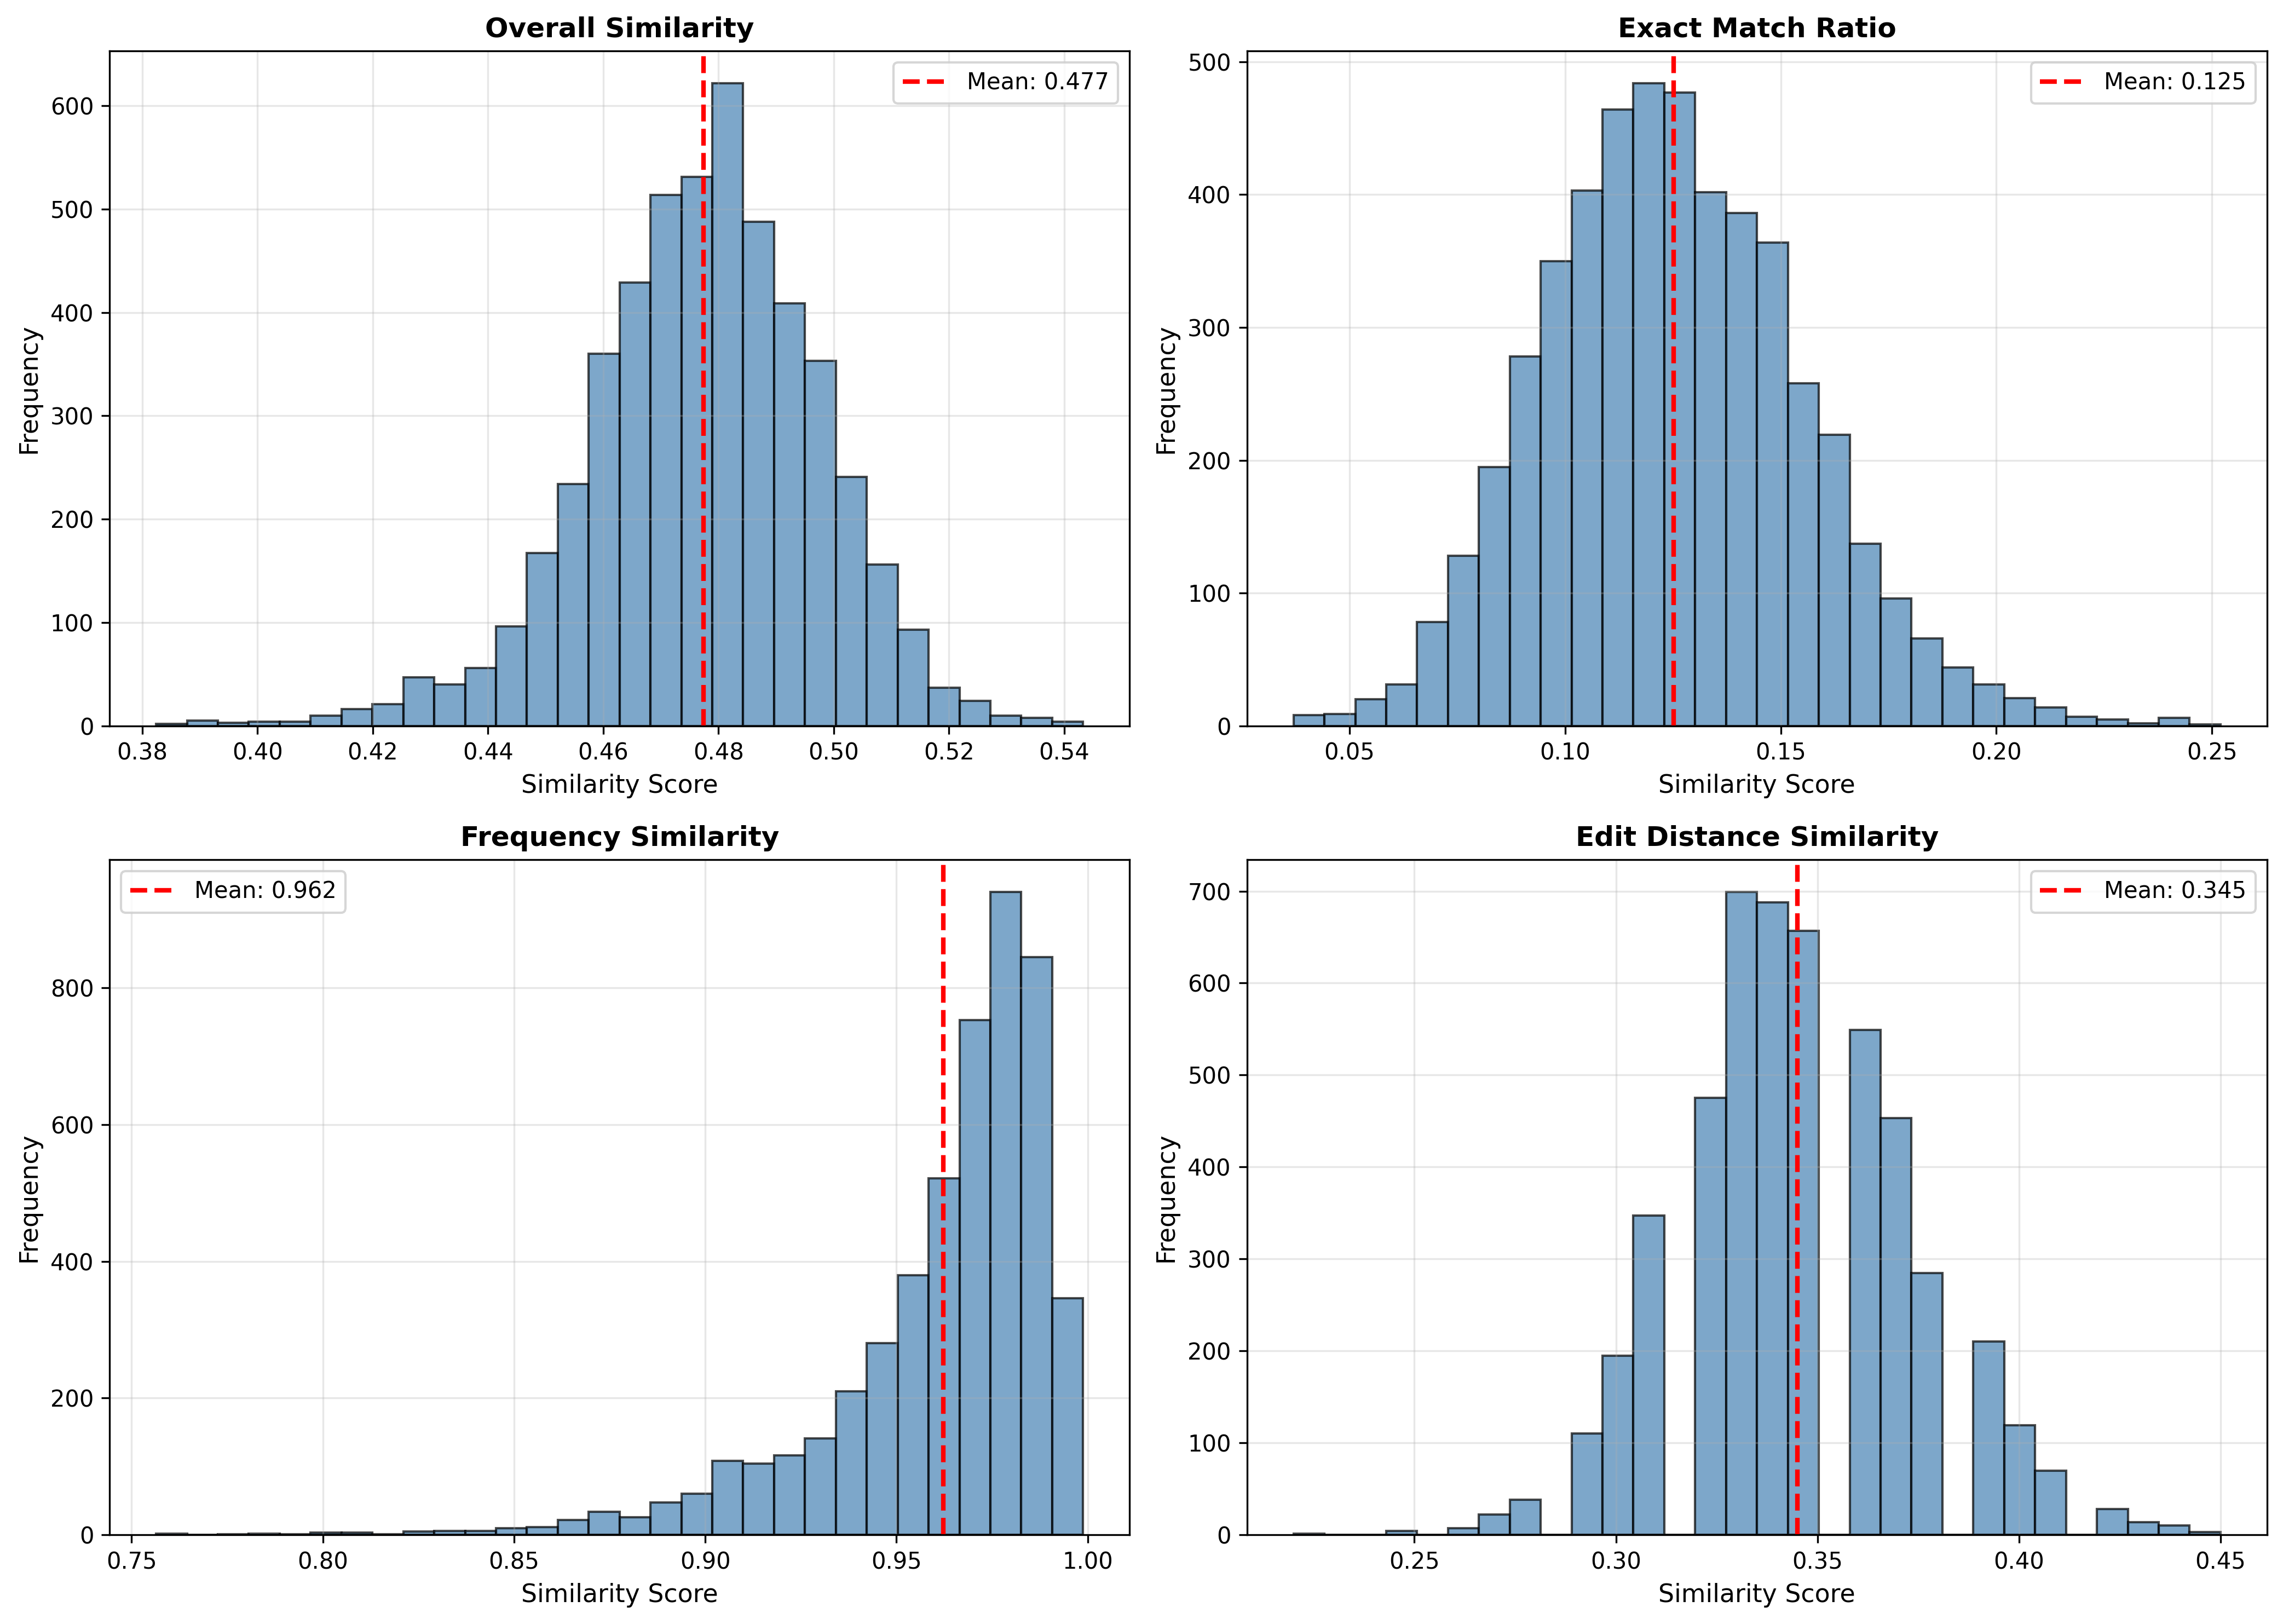 Overall Similarity
Mean: 0.477
600
500
400
300
200
100
0
Frequency
0.38 0.40 0.42 0.44 0.46 0.48 0.50 0.52 0.54
Similarity Score
Exact Match Ratio
Mean: 0.125
500
400
300
200
100
0
Frequency
0.05 0.10 0.15 0.20 0.25
Similarity Score
Frequency Similarity
Mean: 0.962
800
600
400
200
0
Frequency
0.75 0.80 0.85 0.90 0.95 1.00
Similarity Score
Edit Distance Similarity
Mean: 0.345
700
600
500
400
300
200
100
0
Frequency
0.25 0.30 0.35 0.40 0.45
Similarity Score